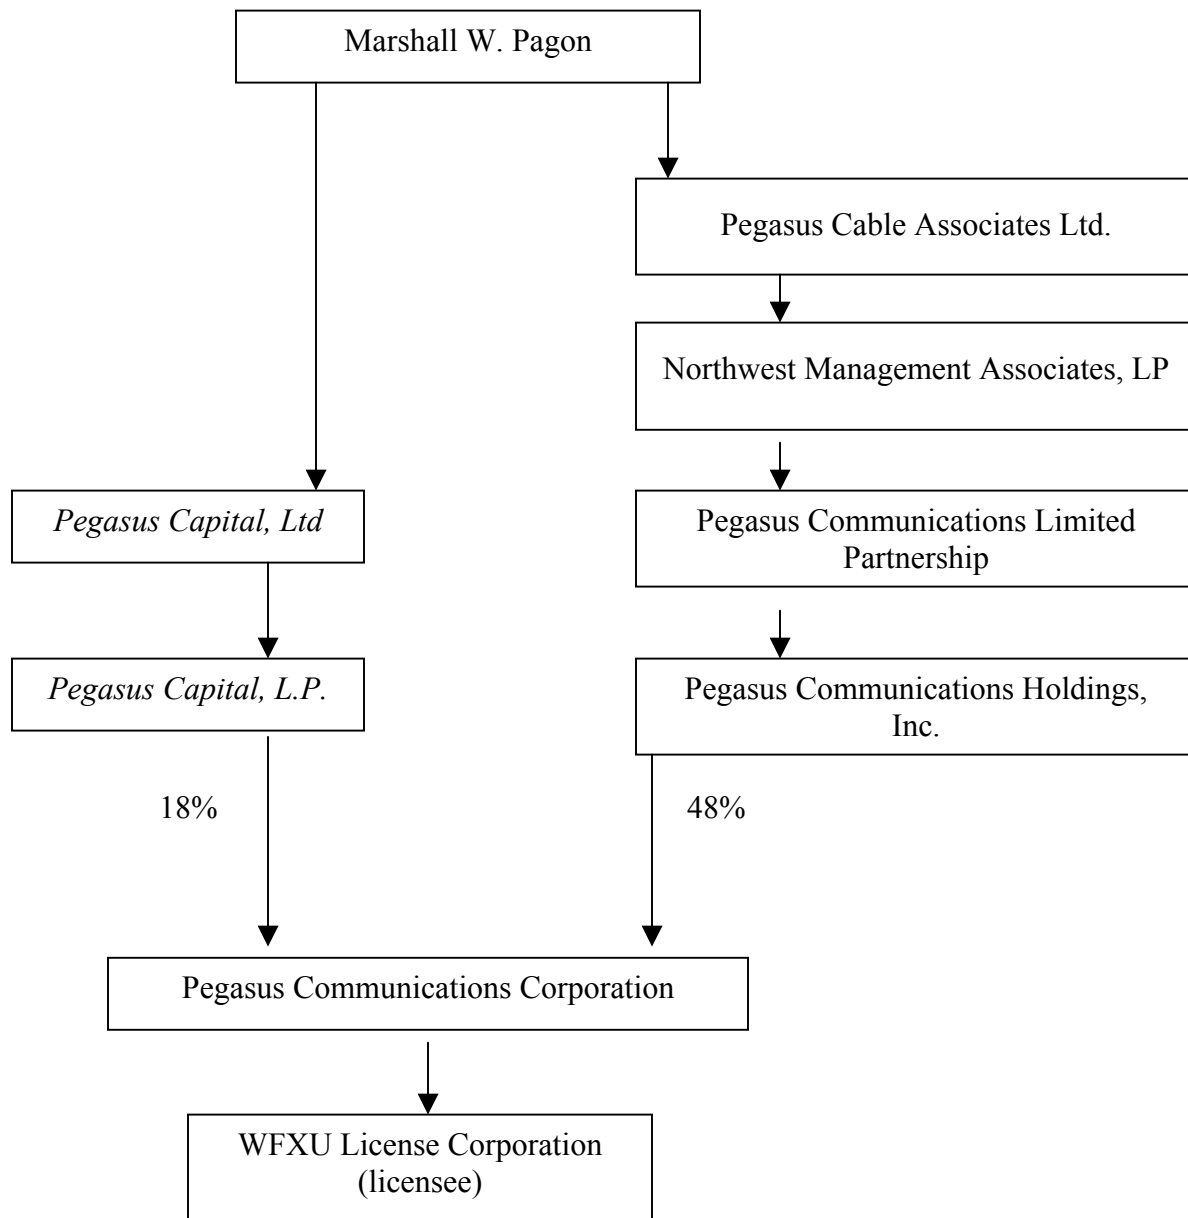 Marshall W. Pagon
Pegasus Cable Associates Ltd.
Northwest Management Associates, LP
Pegasus Capital, Ltd
Pegasus Communications Limited
Partnership
Pegasus Capital, L.P.
Pegasus Communications Holdings,
Inc.
18%
48%
Pegasus Communications Corporation
WFXU License Corporation
(licensee)